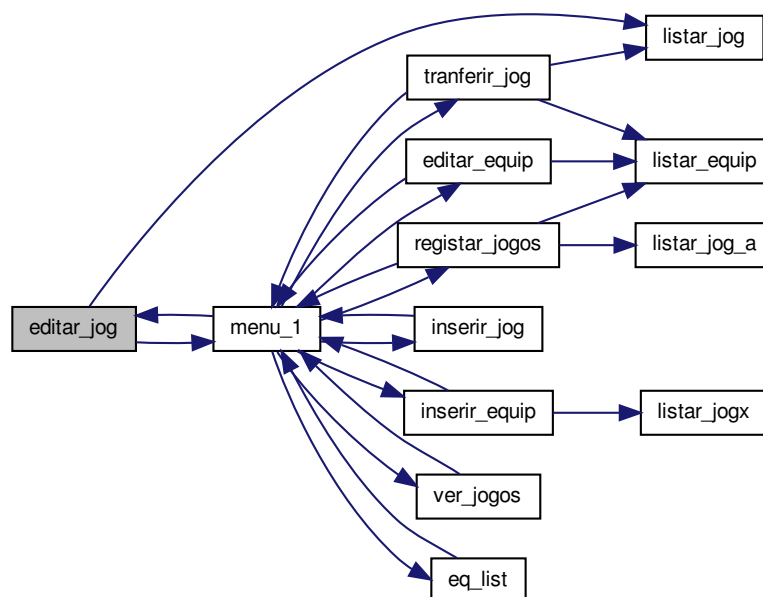 listar_jog
tranferir_jog
editar_equip
listar_equip
registar_jogos
listar_jog_a
editar_jog
menu_1
inserir_jog
inserir_equip
listar_jogx
ver_jogos
eq_list